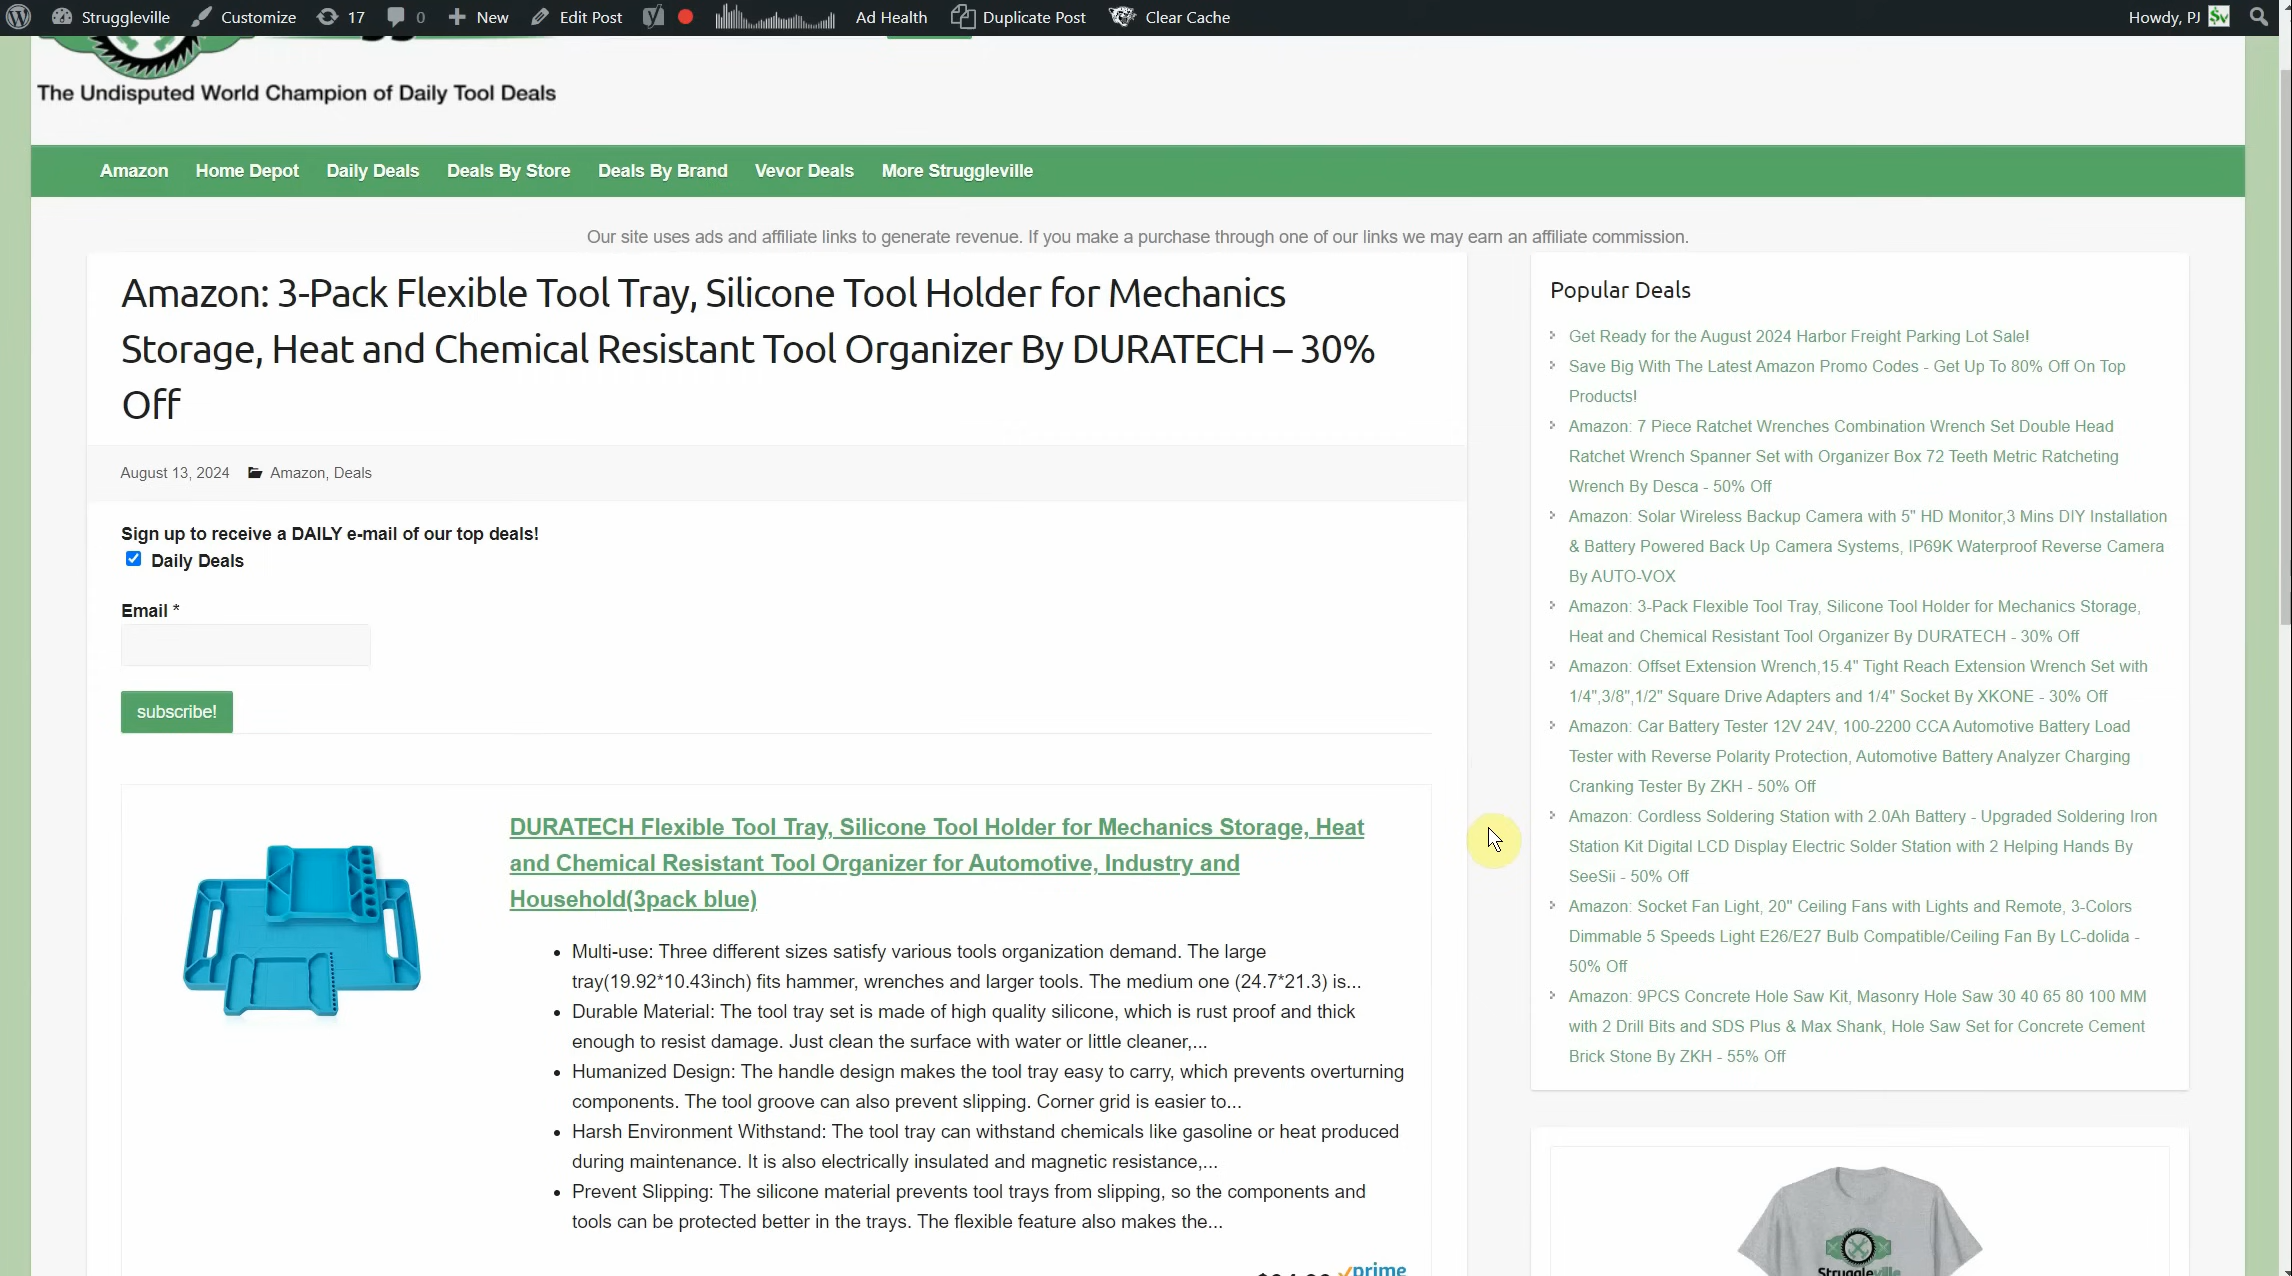 Struggleville Customize 17 0 New Edit Post Ad Health Duplicate Post Clear Cache Howdy, PJ
The Undisputed World Champion of Daily Tool Deals
Amazon Home Depot Daily Deals Deals By Store Deals By Brand Vevor Deals More Struggleville
Our site uses ads and affiliate links to generate revenue. If you make a purchase through one of our links we may earn an affiliate commission.
Amazon: 3-Pack Flexible Tool Tray, Silicone Tool Holder for Mechanics
Storage, Heat and Chemical Resistant Tool Organizer By DURATECH – 30%
Off
August 13, 2024 Amazon, Deals
Sign up to receive a DAILY e-mail of our top deals!
Daily Deals
Email *
subscribe!
DURATECH Flexible Tool Tray, Silicone Tool Holder for Mechanics Storage, Heat
and Chemical Resistant Tool Organizer for Automotive, Industry and
Household(3pack blue)
• Multi-use: Three different sizes satisfy various tools organization demand. The large
tray(19.92*10.43inch) fits hammer, wrenches and larger tools. The medium one (24.7*21.3) is...
• Durable Material: The tool tray set is made of high quality silicone, which is rust proof and thick
enough to resist damage. Just clean the surface with water or little cleaner,...
• Humanized Design: The handle design makes the tool tray easy to carry, which prevents overturning
components. The tool groove can also prevent slipping. Corner grid is easier to...
• Harsh Environment Withstand: The tool tray can withstand chemicals like gasoline or heat produced
during maintenance. It is also electrically insulated and magnetic resistance,...
• Prevent Slipping: The silicone material prevents tool trays from slipping, so the components and
tools can be protected better in the trays. The flexible feature also makes the...
prime
Popular Deals
Get Ready for the August 2024 Harbor Freight Parking Lot Sale!
Save Big With The Latest Amazon Promo Codes - Get Up To 80% Off On Top
Products!
Amazon: 7 Piece Ratchet Wrenches Combination Wrench Set Double Head
Ratchet Wrench Spanner Set with Organizer Box 72 Teeth Metric Ratcheting
Wrench By Desca - 50% Off
Amazon: Solar Wireless Backup Camera with 5" HD Monitor,3 Mins DIY Installation
& Battery Powered Back Up Camera Systems, IP69K Waterproof Reverse Camera
By AUTO-VOX
Amazon: 3-Pack Flexible Tool Tray, Silicone Tool Holder for Mechanics Storage,
Heat and Chemical Resistant Tool Organizer By DURATECH - 30% Off
Amazon: Offset Extension Wrench,15.4" Tight Reach Extension Wrench Set with
1/4",3/8",1/2" Square Drive Adapters and 1/4" Socket By XKONE - 30% Off
Amazon: Car Battery Tester 12V 24V, 100-2200 CCA Automotive Battery Load
Tester with Reverse Polarity Protection, Automotive Battery Analyzer Charging
Cranking Tester By ZKH - 50% Off
Amazon: Cordless Soldering Station with 2.0Ah Battery - Upgraded Soldering Iron
Station Kit Digital LCD Display Electric Solder Station with 2 Helping Hands By
SeeSii - 50% Off
Amazon: Socket Fan Light, 20" Ceiling Fans with Lights and Remote, 3-Colors
Dimmable 5 Speeds Light E26/E27 Bulb Compatible/Ceiling Fan By LC-dolida -
50% Off
Amazon: 9PCS Concrete Hole Saw Kit, Masonry Hole Saw 30 40 65 80 100 MM
with 2 Drill Bits and SDS Plus & Max Shank, Hole Saw Set for Concrete Cement
Brick Stone By ZKH - 55% Off
Struggleville